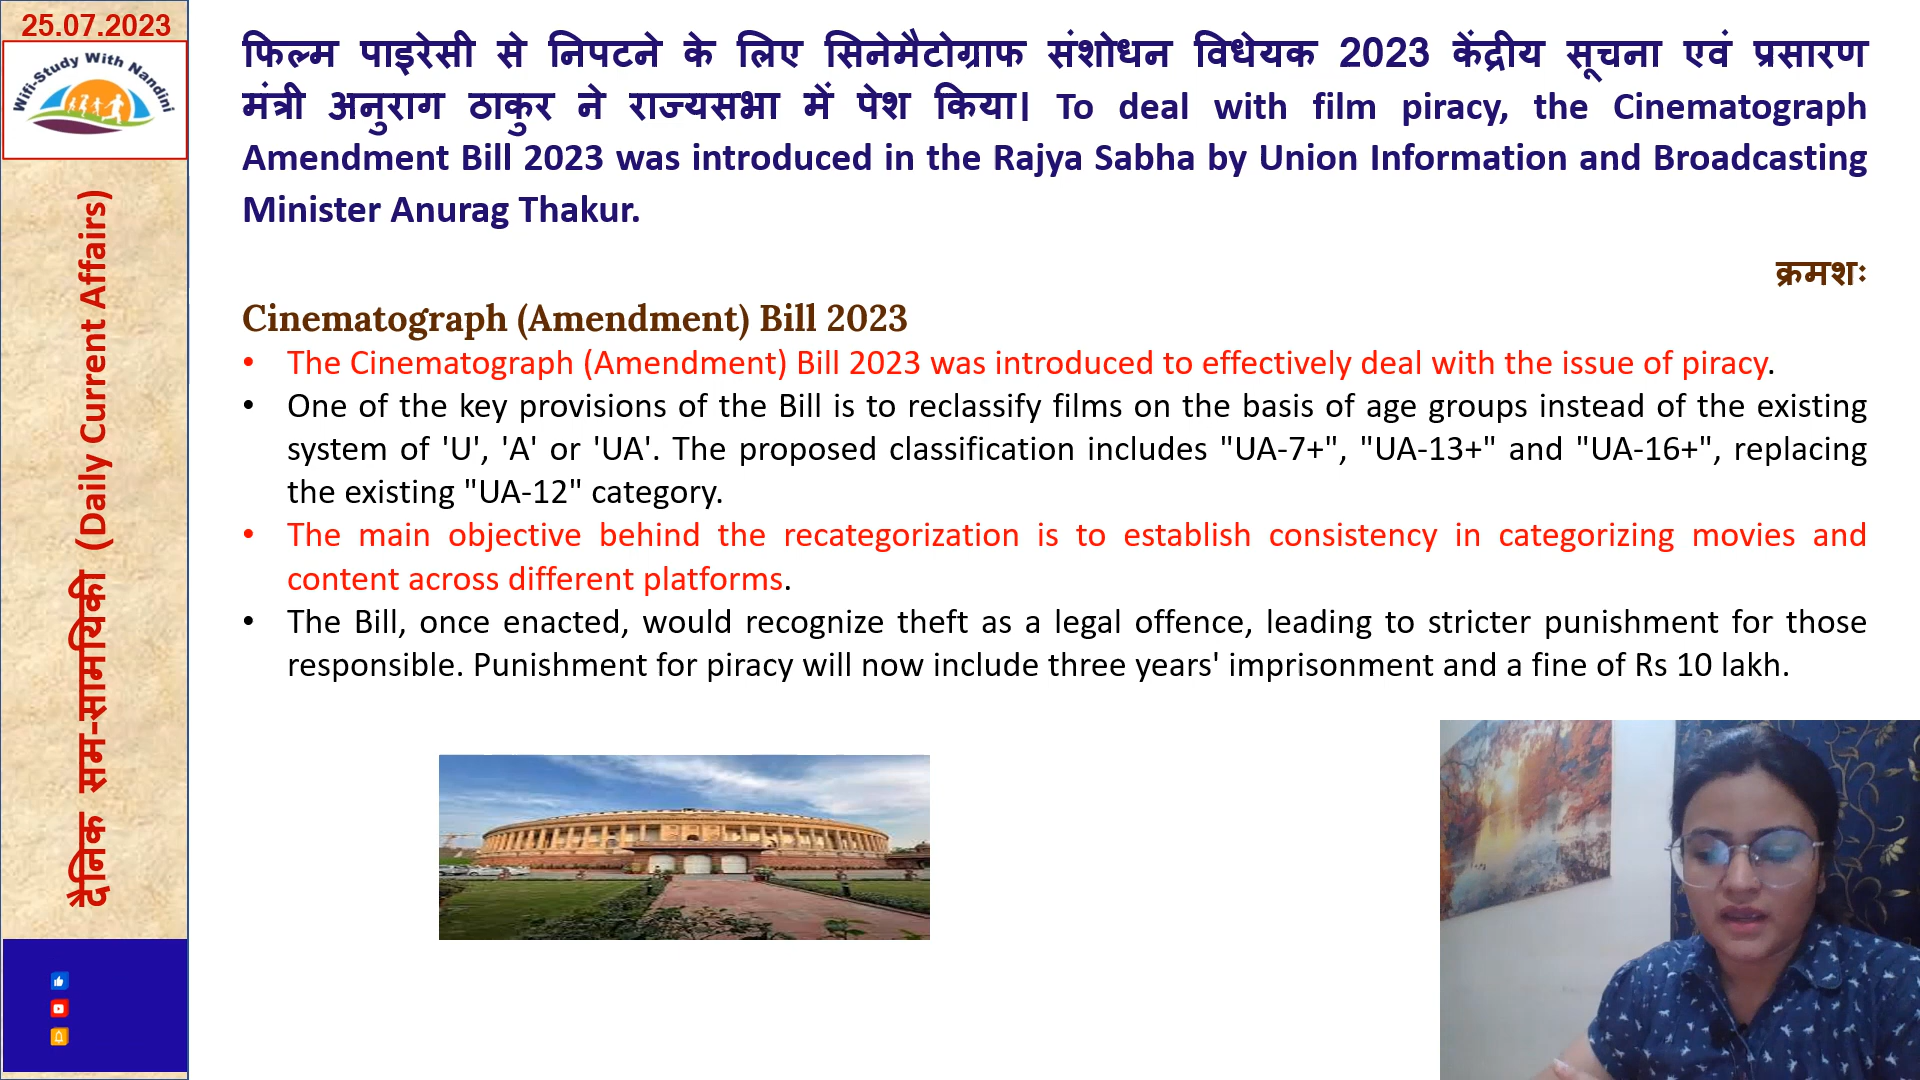 25.07.2023
Wifi-Study With Nandini
दैनिक सम-सामयिकी (Daily Current Affairs)
फिल्म पाइरेसी से निपटने के लिए सिनेमैटोग्राफ संशोधन विधेयक 2023 केंद्रीय सूचना एवं प्रसारण
मंत्री अनुराग ठाकुर ने राज्यसभा में पेश किया। To deal with film piracy, the Cinematograph
Amendment Bill 2023 was introduced in the Rajya Sabha by Union Information and Broadcasting
Minister Anurag Thakur.
क्रमशः
Cinematograph (Amendment) Bill 2023
• The Cinematograph (Amendment) Bill 2023 was introduced to effectively deal with the issue of piracy.
• One of the key provisions of the Bill is to reclassify films on the basis of age groups instead of the existing
system of 'U', 'A' or 'UA'. The proposed classification includes "UA-7+", "UA-13+" and "UA-16+", replacing
the existing "UA-12" category.
• The main objective behind the recategorization is to establish consistency in categorizing movies and
content across different platforms.
• The Bill, once enacted, would recognize theft as a legal offence, leading to stricter punishment for those
responsible. Punishment for piracy will now include three years' imprisonment and a fine of Rs 10 lakh.